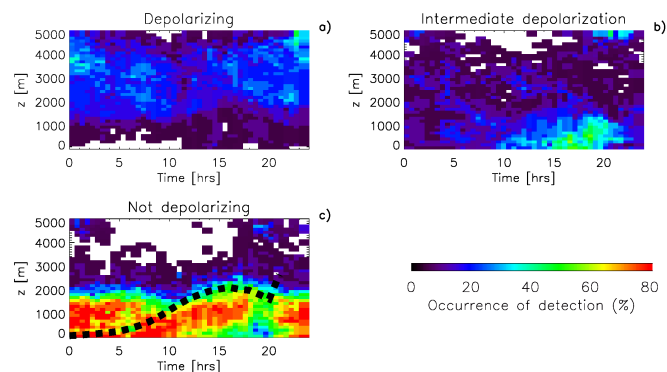 Depolarizing
a)
5000
4000
3000
2000
1000
0
z [m]
0 5 10 15 20
Time [hrs]
Intermediate depolarization
b)
5000
4000
3000
2000
1000
0
z [m]
0 5 10 15 20
Time [hrs]
Not depolarizing
c)
5000
4000
3000
2000
1000
0
z [m]
0 5 10 15 20
Time [hrs]
0 20 40 60 80
Occurrence of detection (%)